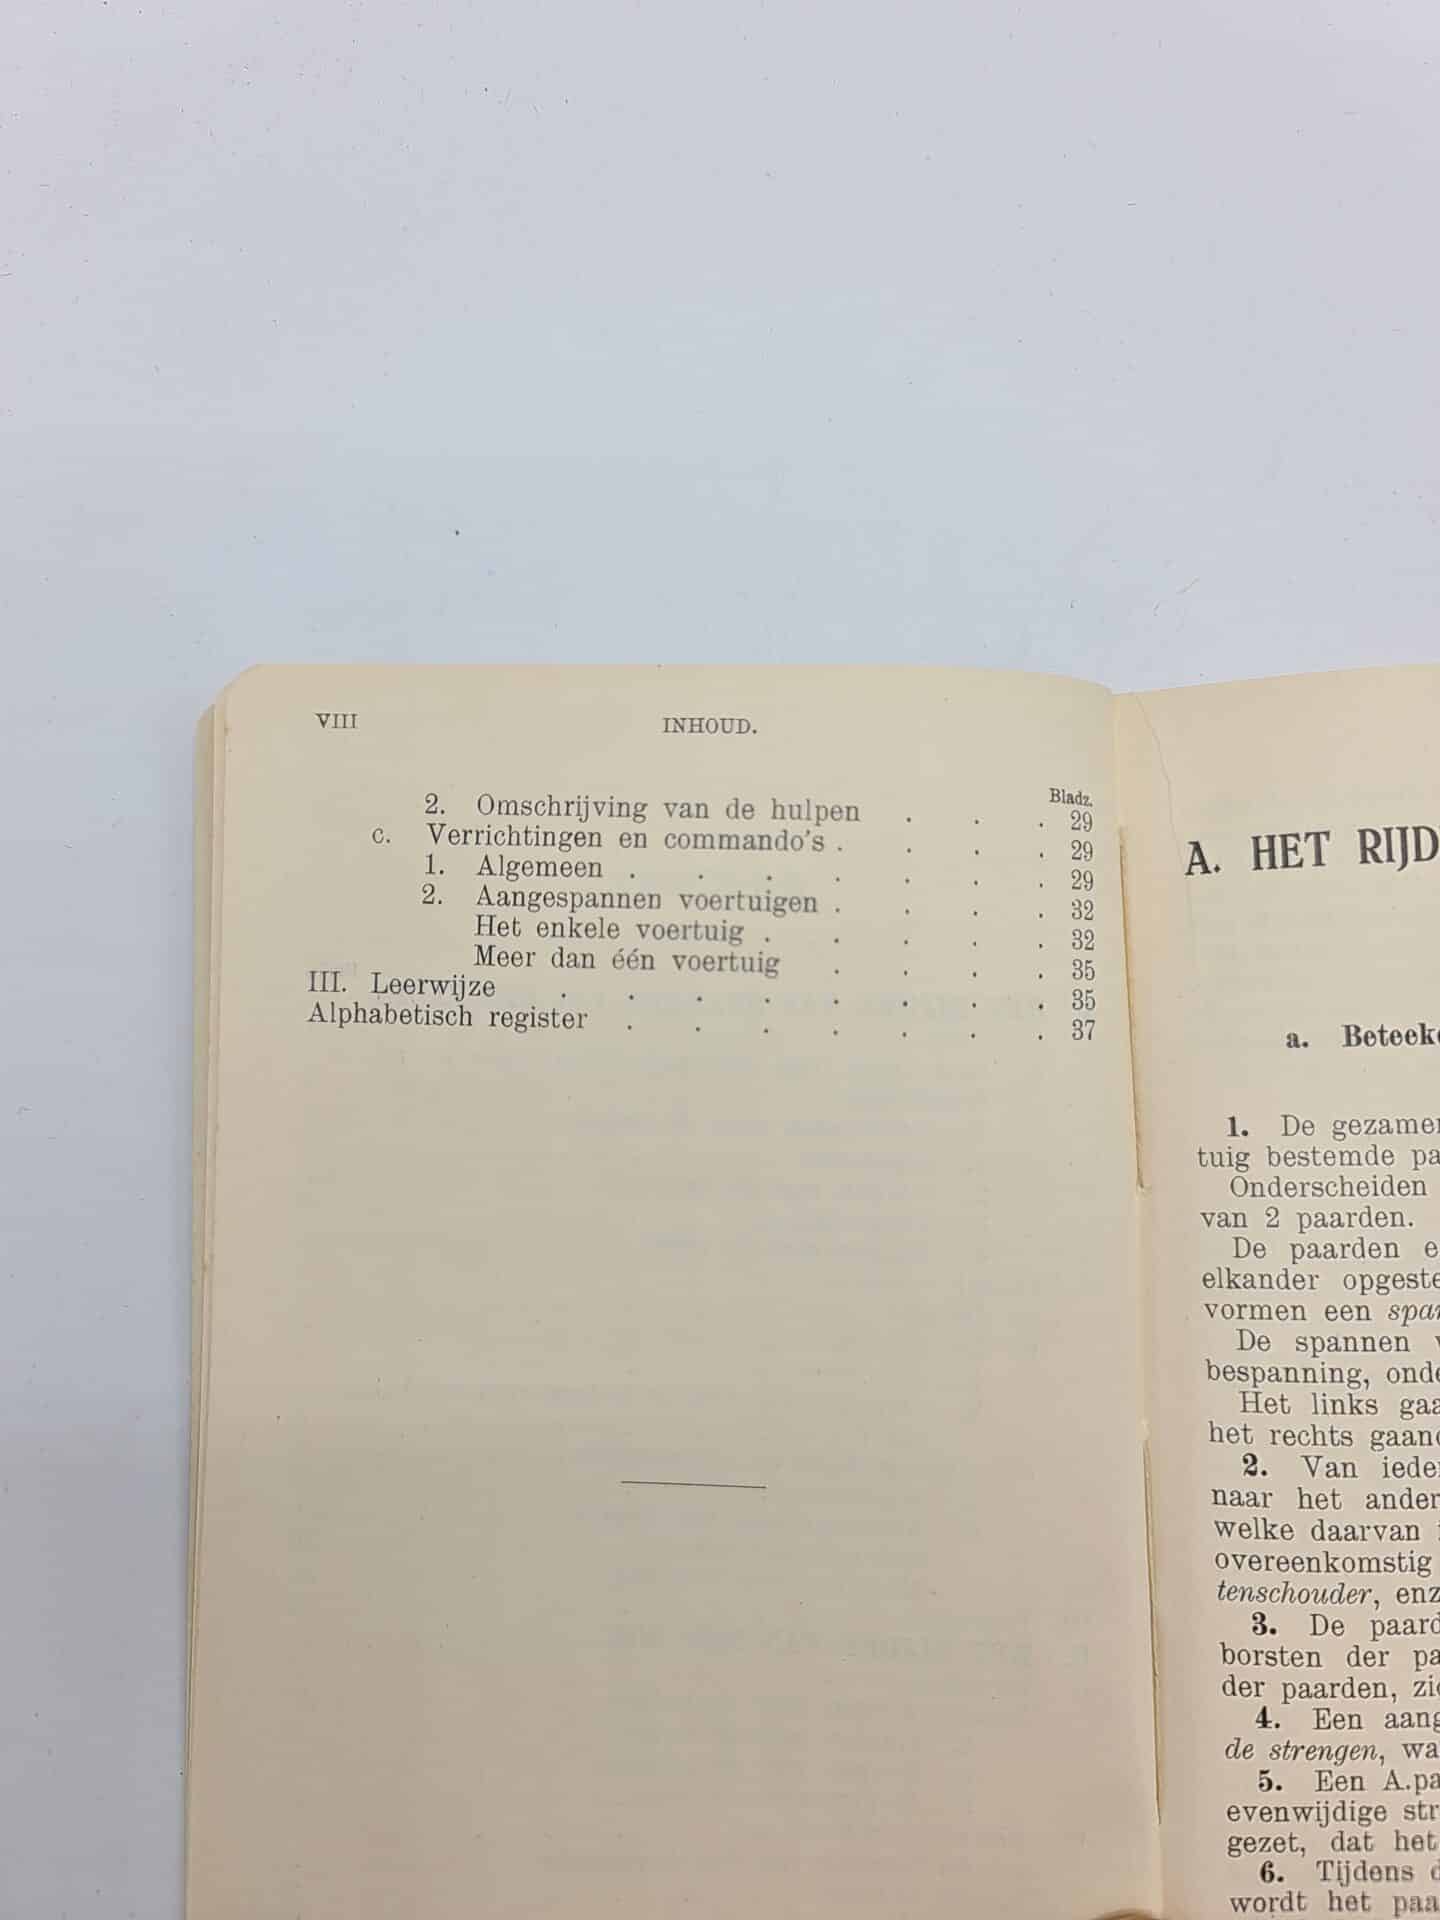 VIII INHOUD.
Bladz.
2. Omschrijving van de hulpen . . . 29
c. Verrichtingen en commando's . . . . 29
1. Algemeen . . . . . . . 29
2. Aangespannen voertuigen . . . . 32
Het enkele voertuig . . . . . 32
Meer dan één voertuig . . . . 35
III. Leerwijze . . . . . . . . 35
Alphabetisch register . . . . . . . 37
A. HET RIJD
a. Beteek
1. De gezamen
tuig bestemde pa
Onderscheiden
van 2 paarden.
De paarden e
elkander opgeste
vormen een span
De spannen
bespanning, onde
Het links gaa
het rechts gaand
2. Van ieder
naar het ander
welke daarvan
overeenkomstig
tenschouder, enz
3. De paard
borsten der pa
der paarden, zi
4. Een aang
de strengen, wa
5. Een A.pa
evenwijdige str
gezet, dat het
6. Tijdens d
wordt het paa